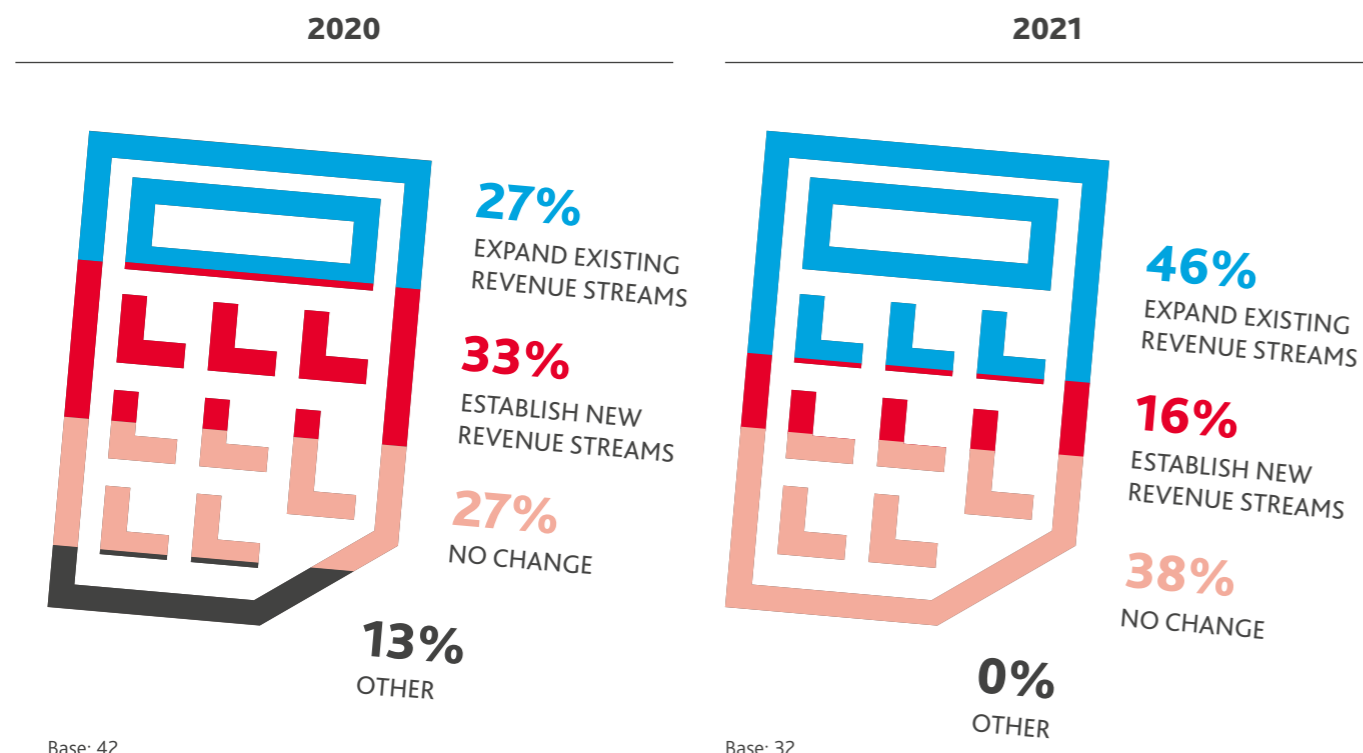 2020
27%
EXPAND EXISTING
REVENUE STREAMS
33%
ESTABLISH NEW
REVENUE STREAMS
27%
NO CHANGE
13%
OTHER
Base: 42
2021
46%
EXPAND EXISTING
REVENUE STREAMS
16%
ESTABLISH NEW
REVENUE STREAMS
38%
NO CHANGE
0%
OTHER
Base: 32